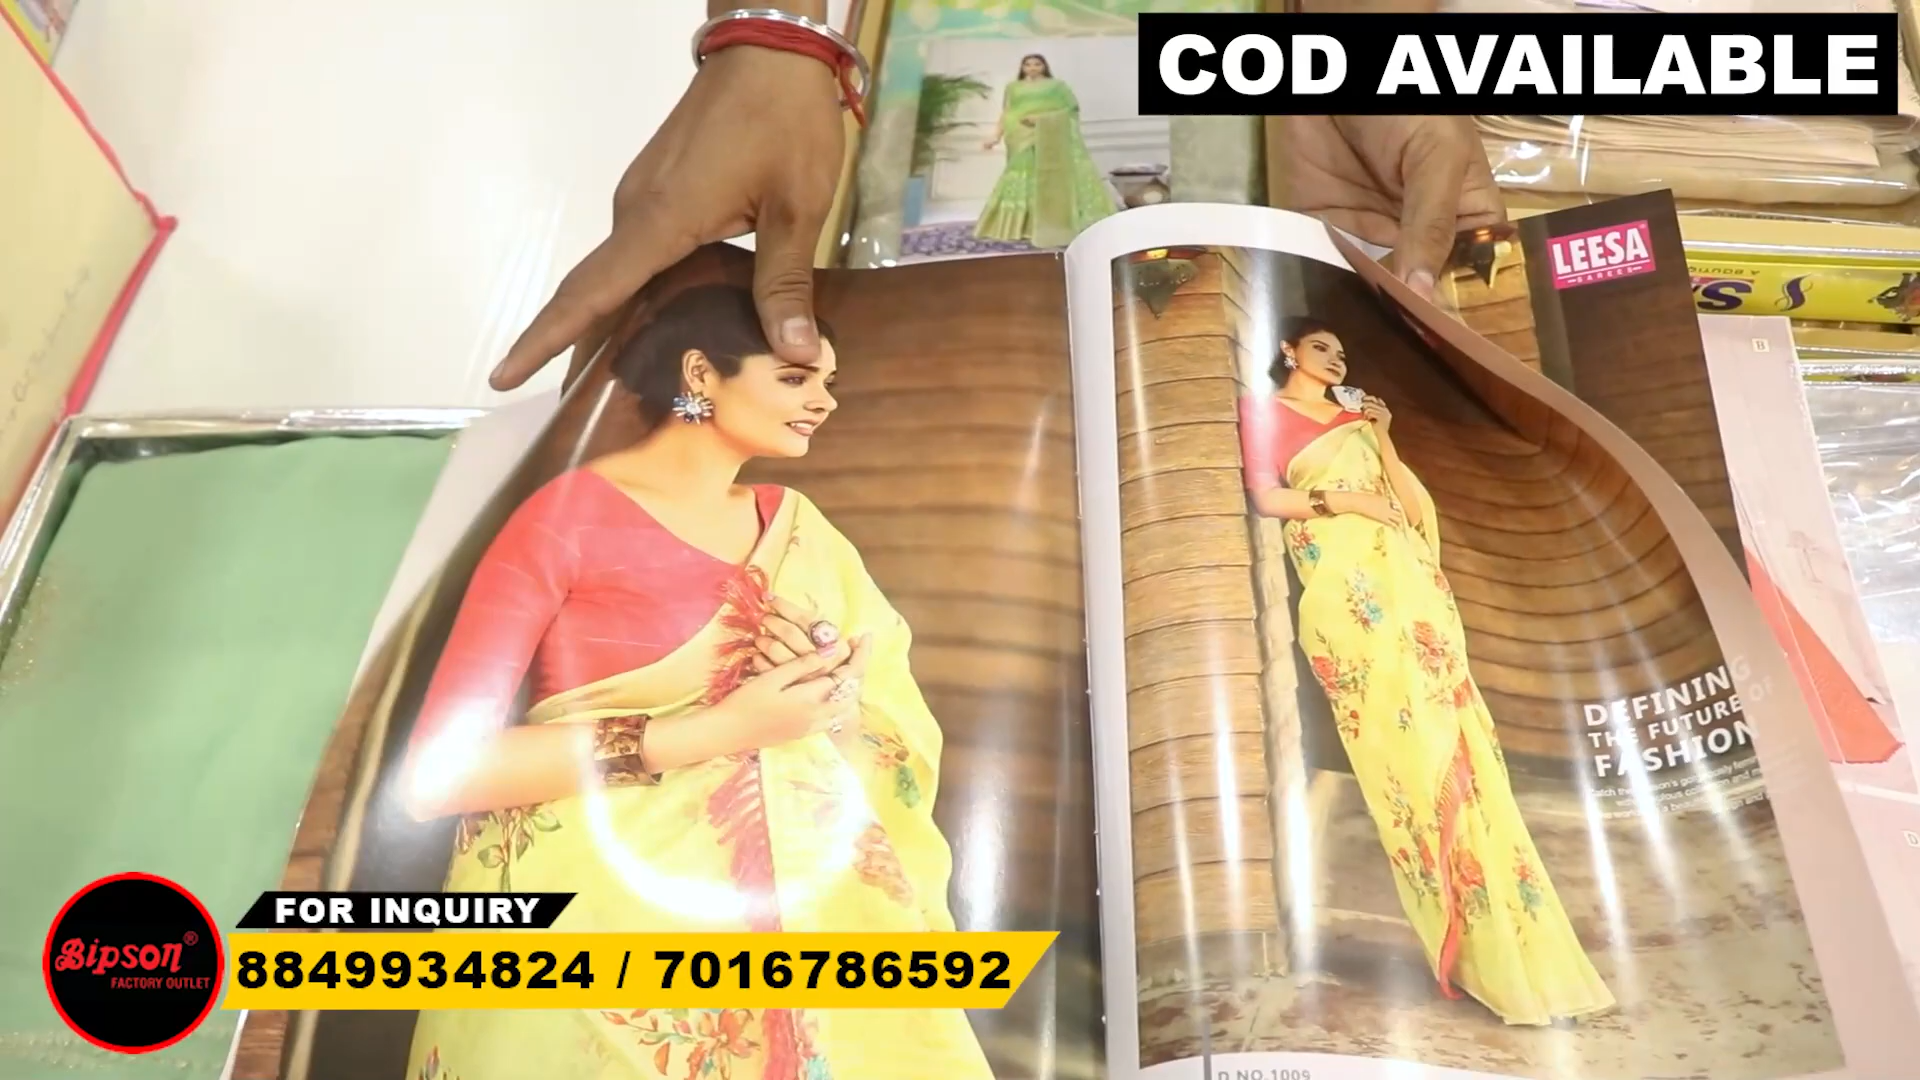 COD AVAILABLE
LEESA
SAREES
B
DEFINING
THE FUTURE OF
FASHION
D.NO.1009
FOR INQUIRY
8849934824 / 7016786592
Bipson®
FACTORY OUTLET